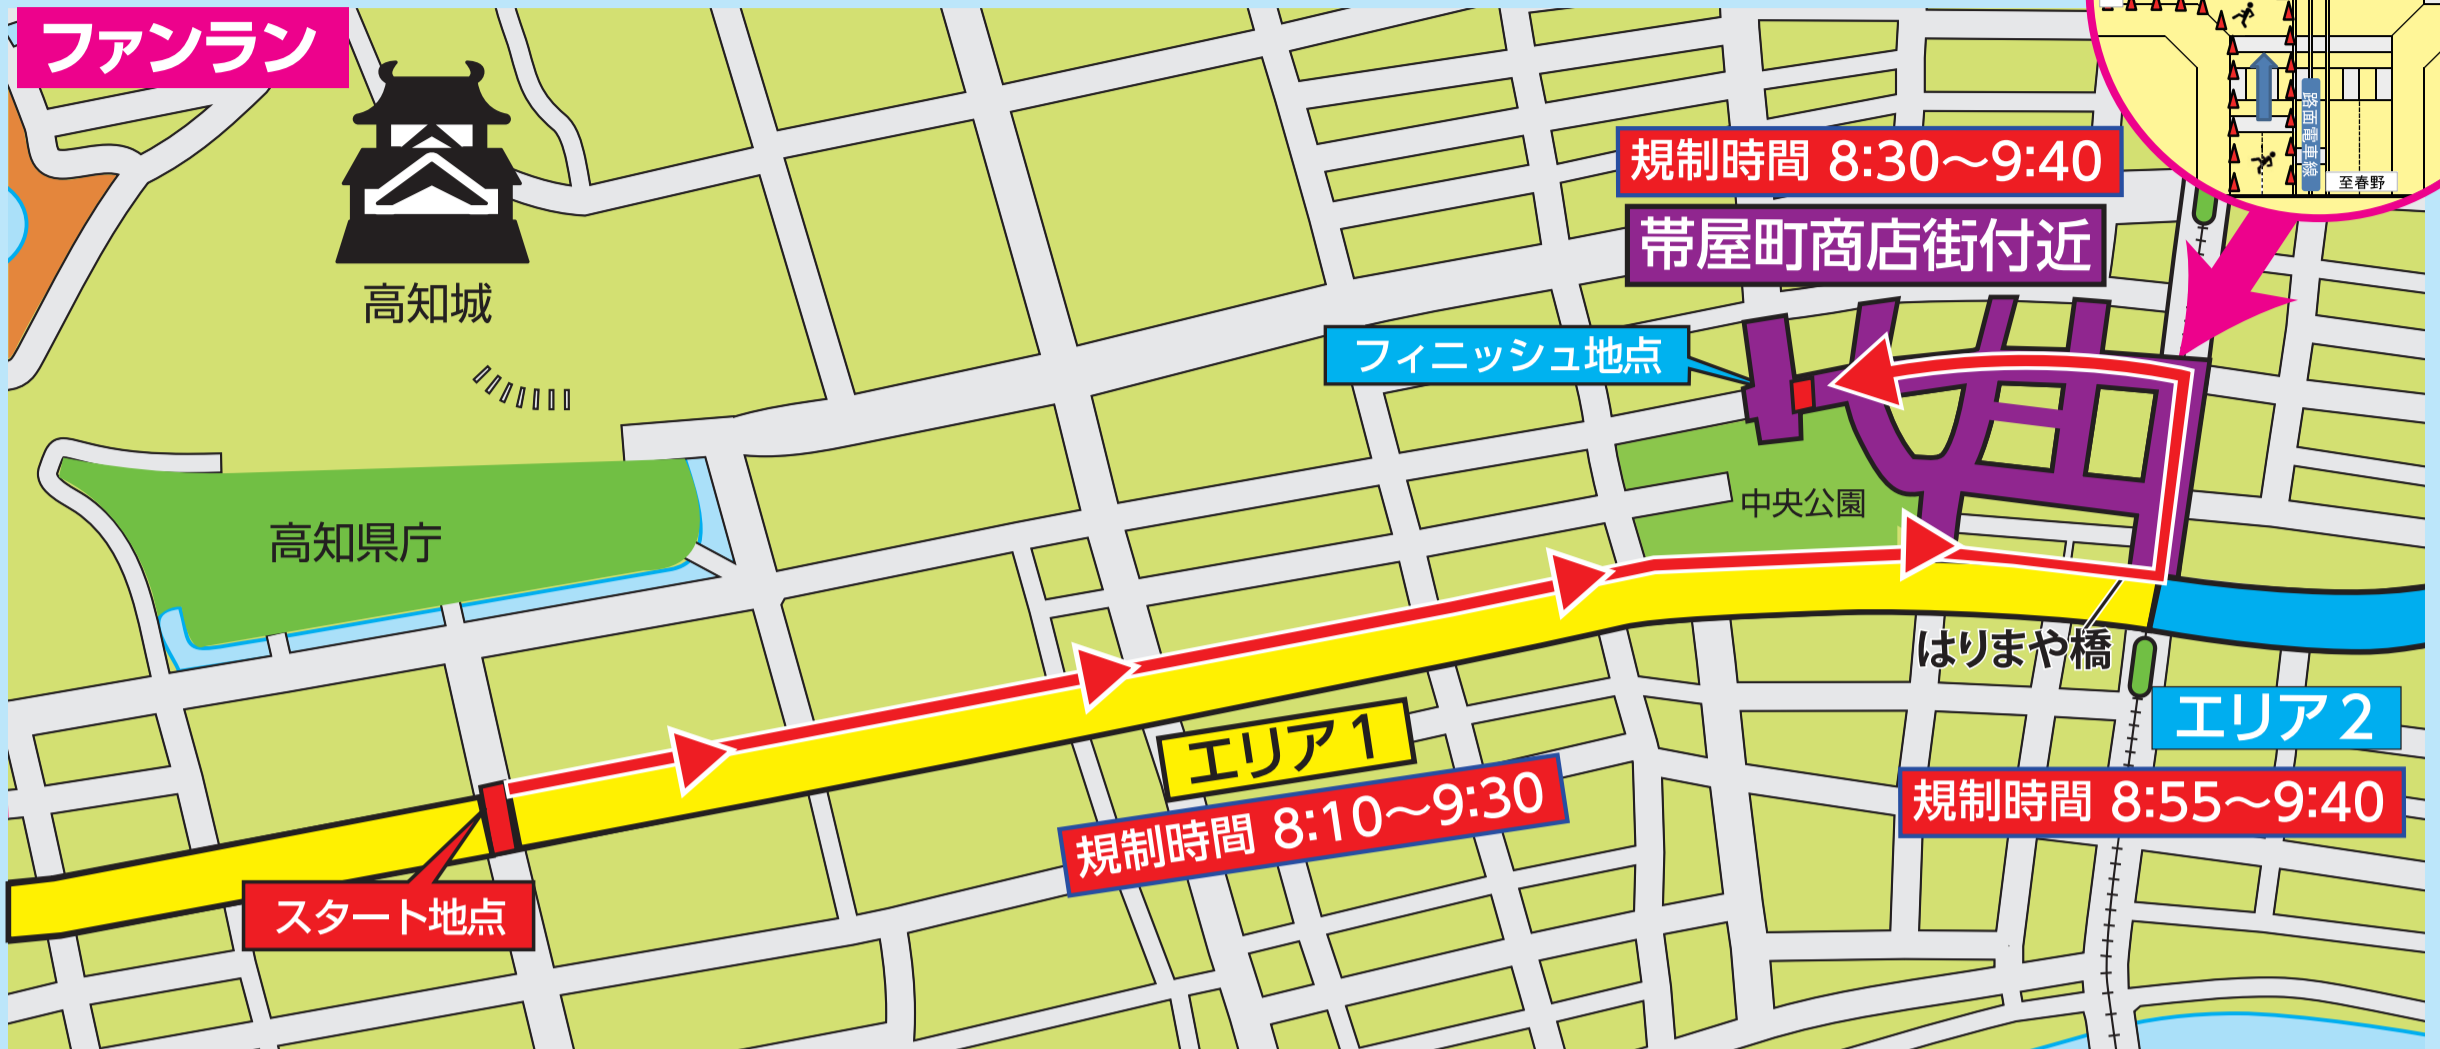 ファンラン
路面電車線
至春野
規制時間 8:30〜9:40
帯屋町商店街付近
高知城
フィニッシュ地点
中央公園
高知県庁
はりまや橋
エリア2
エリア1
規制時間 8:55〜9:40
規制時間 8:10〜9:30
スタート地点